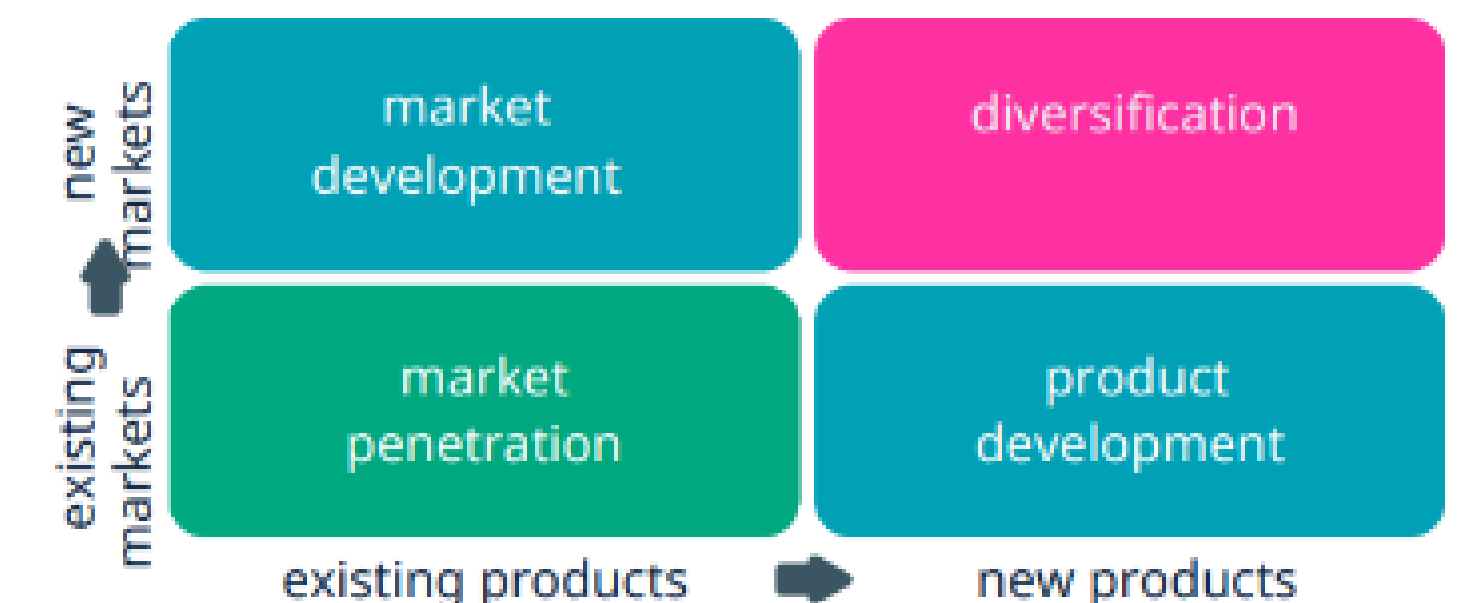 new
markets
market
development
diversification
existing
markets
market
penetration
product
development
existing products
new products